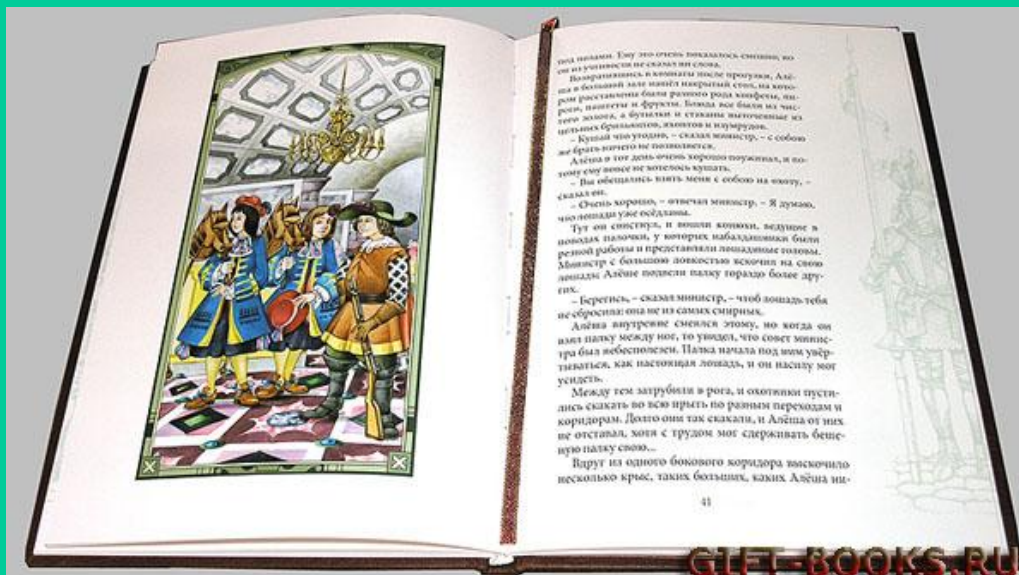 под полами. Ему это очень показалось смешно, но
он из учтивости не сказал ни слова.
Возвратившись в комнаты после прогулки, Алё-
ша в большой зале нашёл накрытый стол, на кото-
ром расставлены были разного рода конфеты, пи-
роги, паштеты и фрукты. Блюда все были из чис-
того золота, а бутылки и стаканы выточенные из
цельных брильянтов, яхонтов и изумрудов.
– Кушай что угодно, – сказал министр, – с собою
же брать ничего не позволяется.
Алёша в тот день очень хорошо поужинал, и по-
тому ему вовсе не хотелось кушать.
– Вы обещались взять меня с собою на охоту, –
сказал он.
– Очень хорошо, – отвечал министр. – Я думаю,
что лошади уже осёдланы.
Тут он свистнул, и вошли конюхи, ведущие в
поводах палочки, у которых набалдашники были
резной работы и представляли лошадиные головы.
Министр с большою ловкостью вскочил на свою
лошадь; Алёше подвели палку гораздо более дру-
гих.
– Берегись, – сказал министр, – чтоб лошадь тебя
не сбросила: она не из самых смирных.
Алёша внутренне смеялся этому, но когда он
взял палку между ног, то увидел, что совет минис-
тра был небесполезен. Палка начала под ним увёр-
тываться, как настоящая лошадь, и он насилу мог
усидеть.
Между тем затрубили в рога, и охотники пусти-
лись скакать во всю прыть по разным переходам и
коридорам. Долго они так скакали, и Алёша от них
не отставал, хотя с трудом мог сдерживать беше-
ную палку свою...
Вдруг из одного бокового коридора выскочило
несколько крыс, таких больших, каких Алёша ни-
41
GIFT-BOOKS.RU